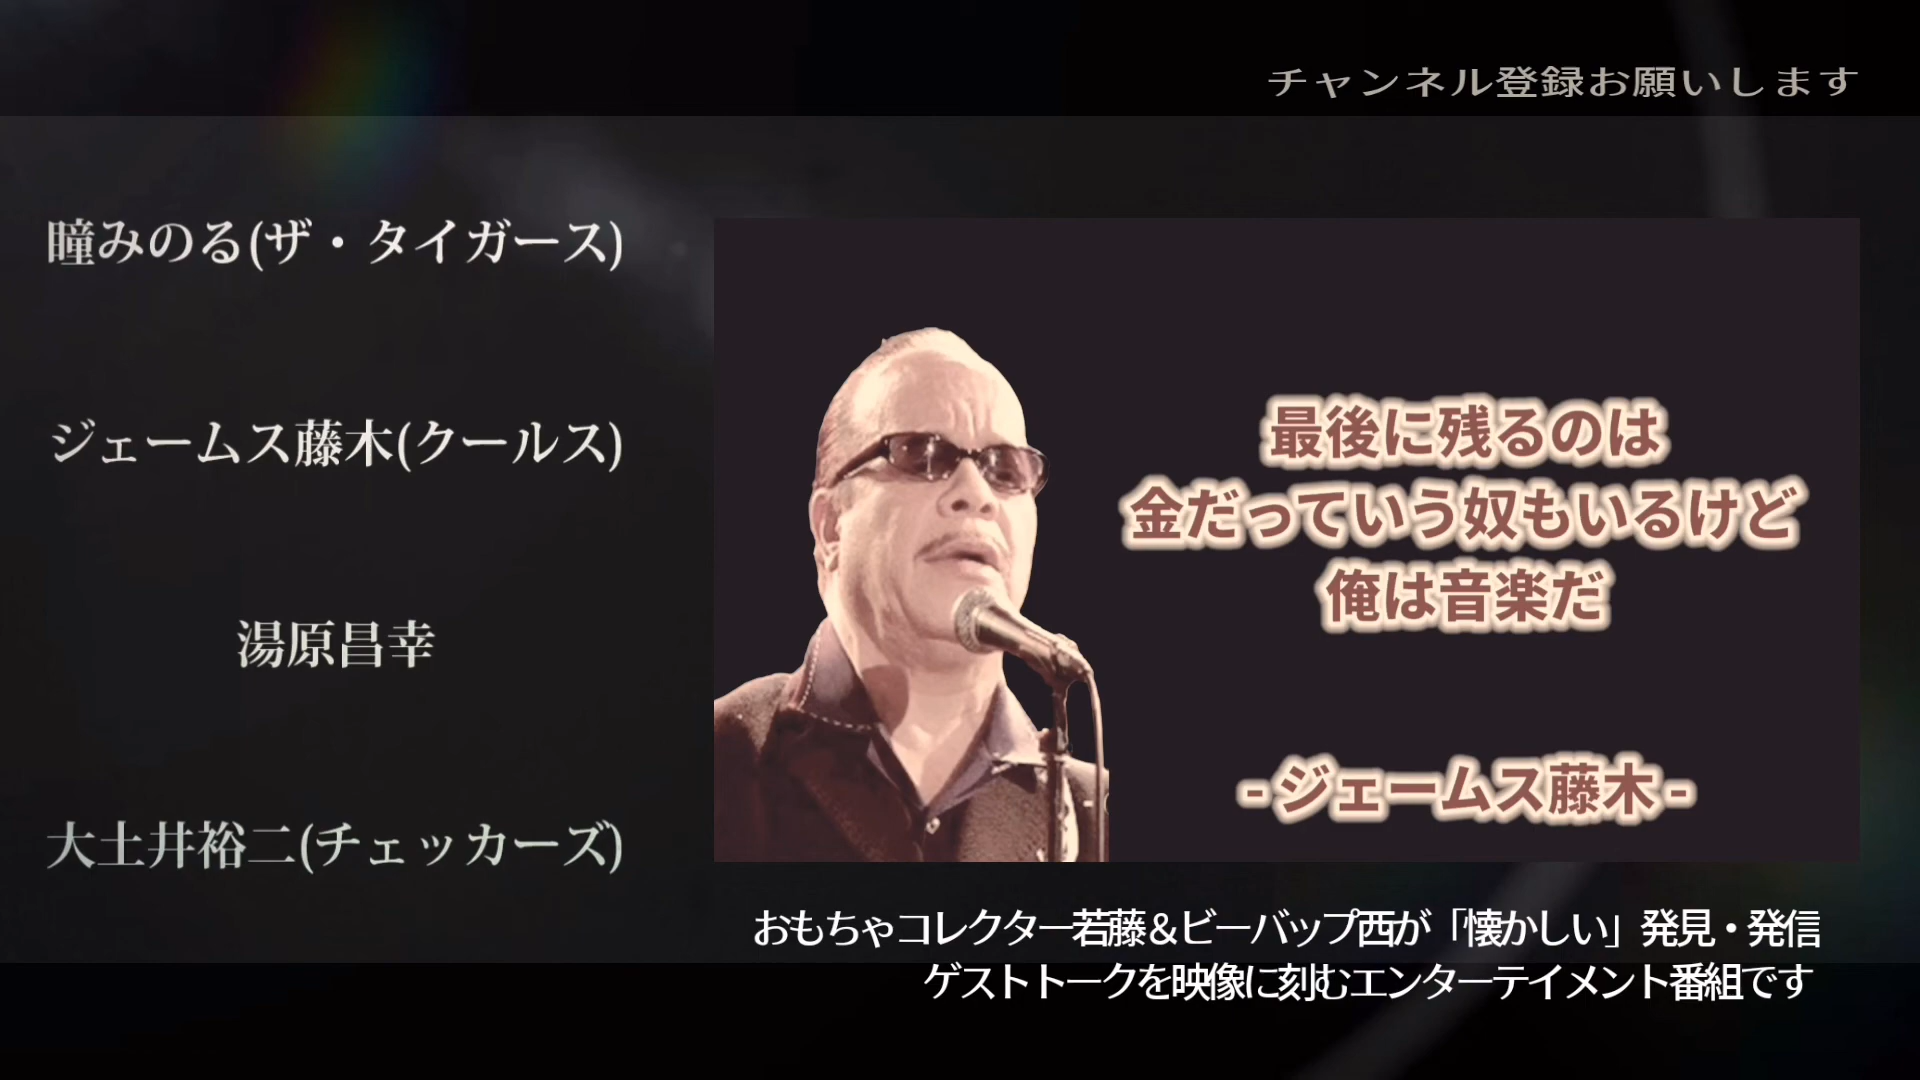 チャンネル登録お願いします
瞳みのる(ザ・タイガース)
ジェームス藤木(クールス)
湯原昌幸
大土井裕二(チェッカーズ)
最後に残るのは
金だっていう奴もいるけど
俺は音楽だ
-ジェームス藤木-
おもちゃコレクター若藤＆ビーバップ西が「懐かしい」発見・発信
ゲストトークを映像に刻むエンターテイメント番組です